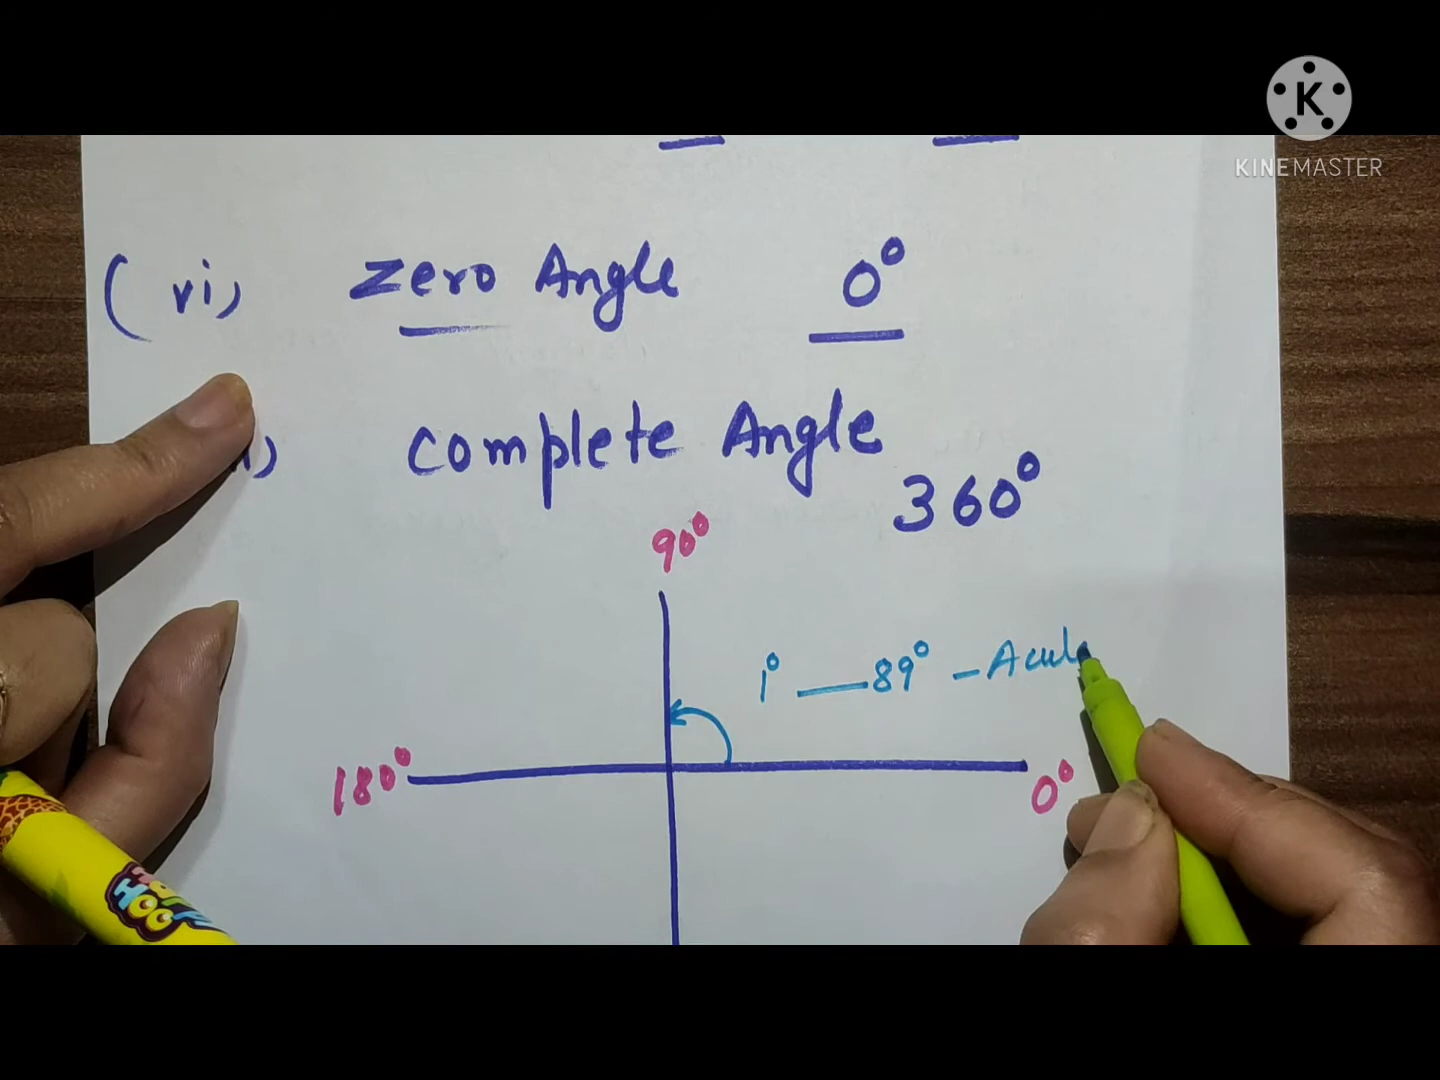 K
KINEMASTER
(vi) Zero Angle 0°
Complete Angle
360°
90°
1° — 89° – Acute
180°
0°